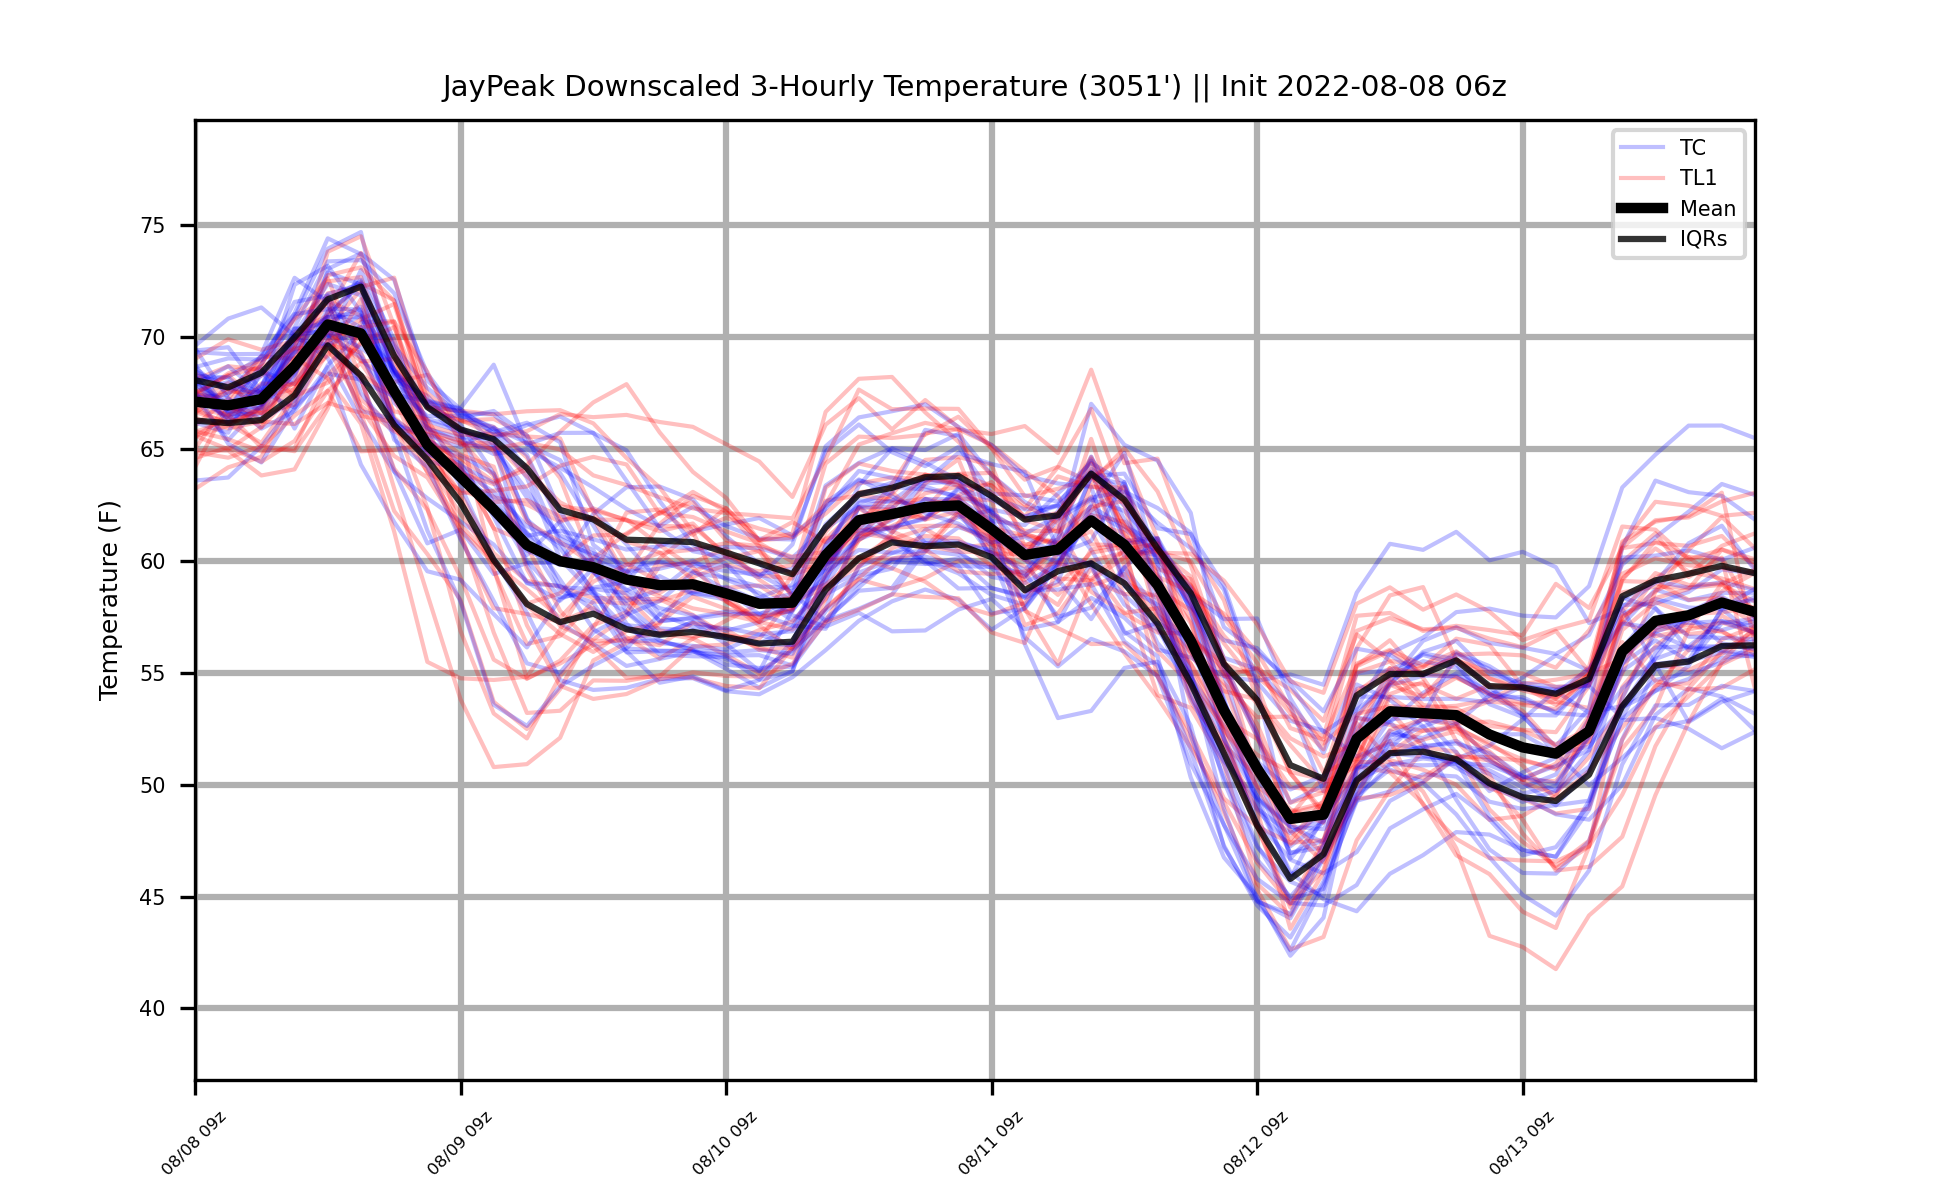 JayPeak Downscaled 3-Hourly Temperature (3051') || Init 2022-08-08 06z
TC
TL1
Mean
IQRs
Temperature (F)
75
70
65
60
55
50
45
40
08/08 09z
08/09 09z
08/10 09z
08/11 09z
08/12 09z
08/13 09z